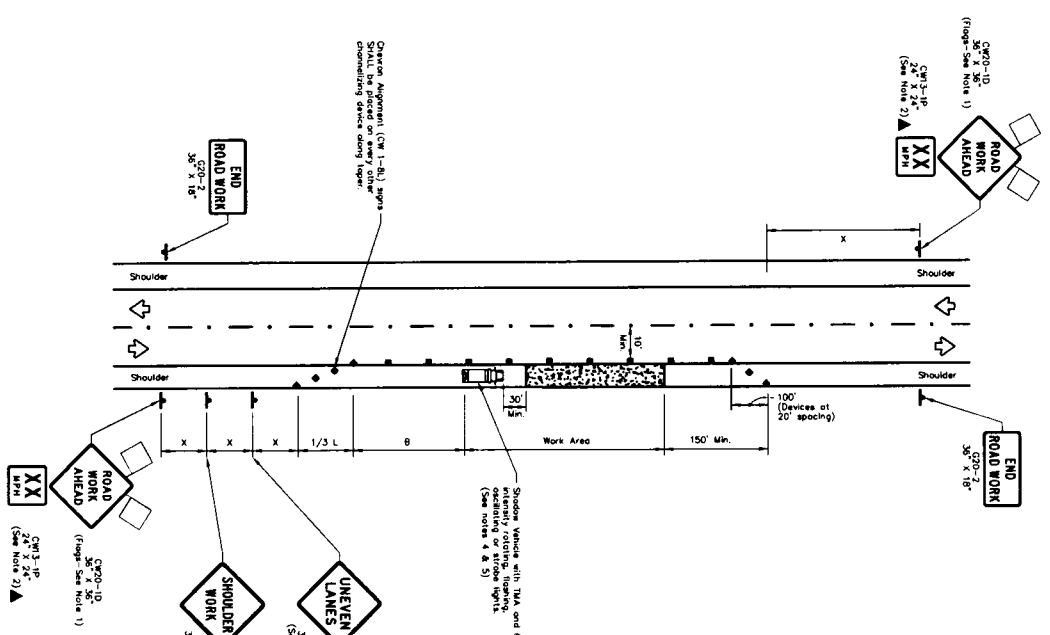 CW20-1D
36" X 36"
(Flags-See Note 1)
CW13-1P
24" X 24"
(See Note 2)
XX
MPH
ROAD
WORK
AHEAD
Chevron Alignment (CW 1-8L) signs
SHALL be placed on every other
channelizing device along taper.
END
ROAD WORK
G20-2
36" X 18"
X
Shoulder
Shoulder
10'
Min.
Shoulder
Shoulder
30'
Min.
100'
(Devices at
20' spacing)
X
X
X
1/3 L
B
Work Area
150' Min.
END
ROAD WORK
G20-2
36" X 18"
Shadow Vehicle with TMA and
intensity rotating, flashing,
oscillating or strobe lights.
(See notes 4 & 5)
ROAD
WORK
AHEAD
XX
MPH
CW20-1D
36" X 36"
(Flags-See Note 1)
CW13-1P
24" X 24"
(See Note 2)
SHOULDER
WORK
UNEVEN
LANES